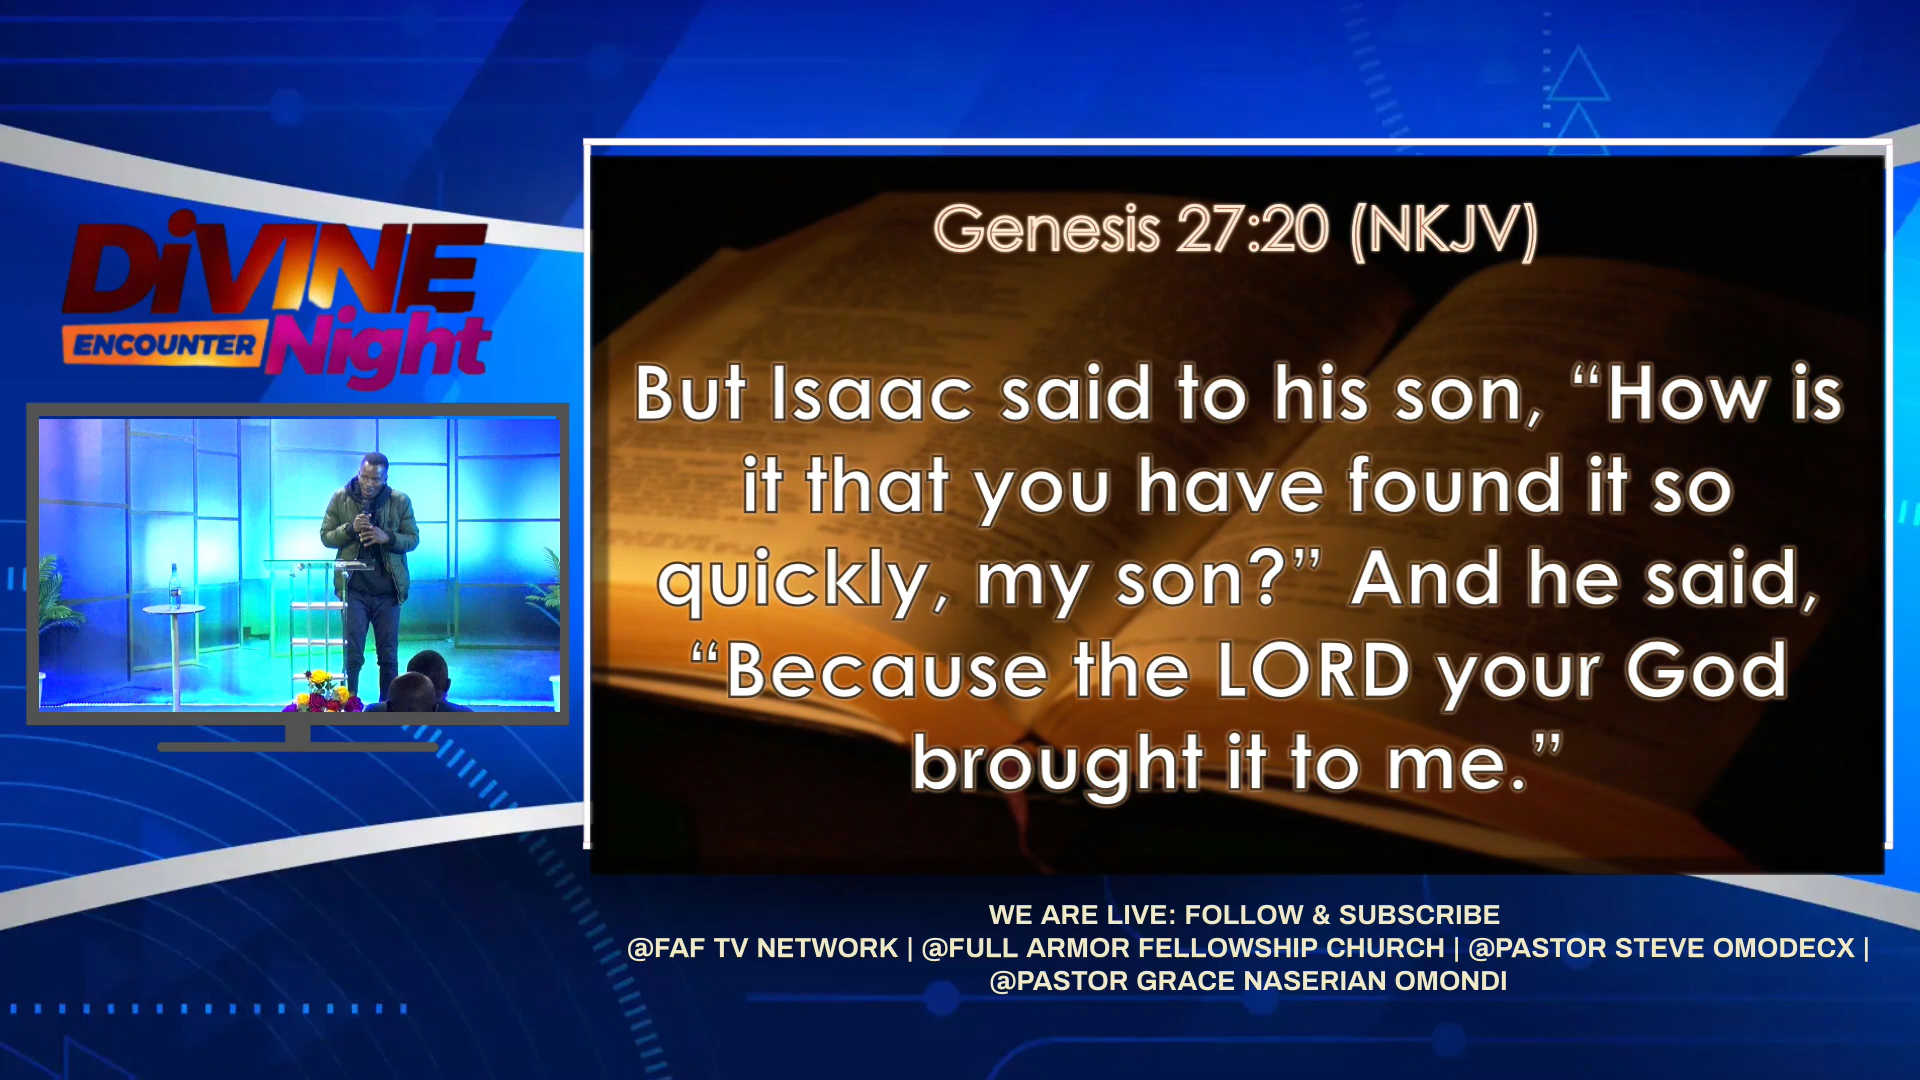 DiVINE
ENCOUNTER
Night
Genesis 27:20 (NKJV)
But Isaac said to his son, “How is
it that you have found it so
quickly, my son?” And he said,
“Because the LORD your God
brought it to me.”
WE ARE LIVE: FOLLOW & SUBSCRIBE
@FAF TV NETWORK | @FULL ARMOR FELLOWSHIP CHURCH | @PASTOR STEVE OMODECX |
@PASTOR GRACE NASERIAN OMONDI